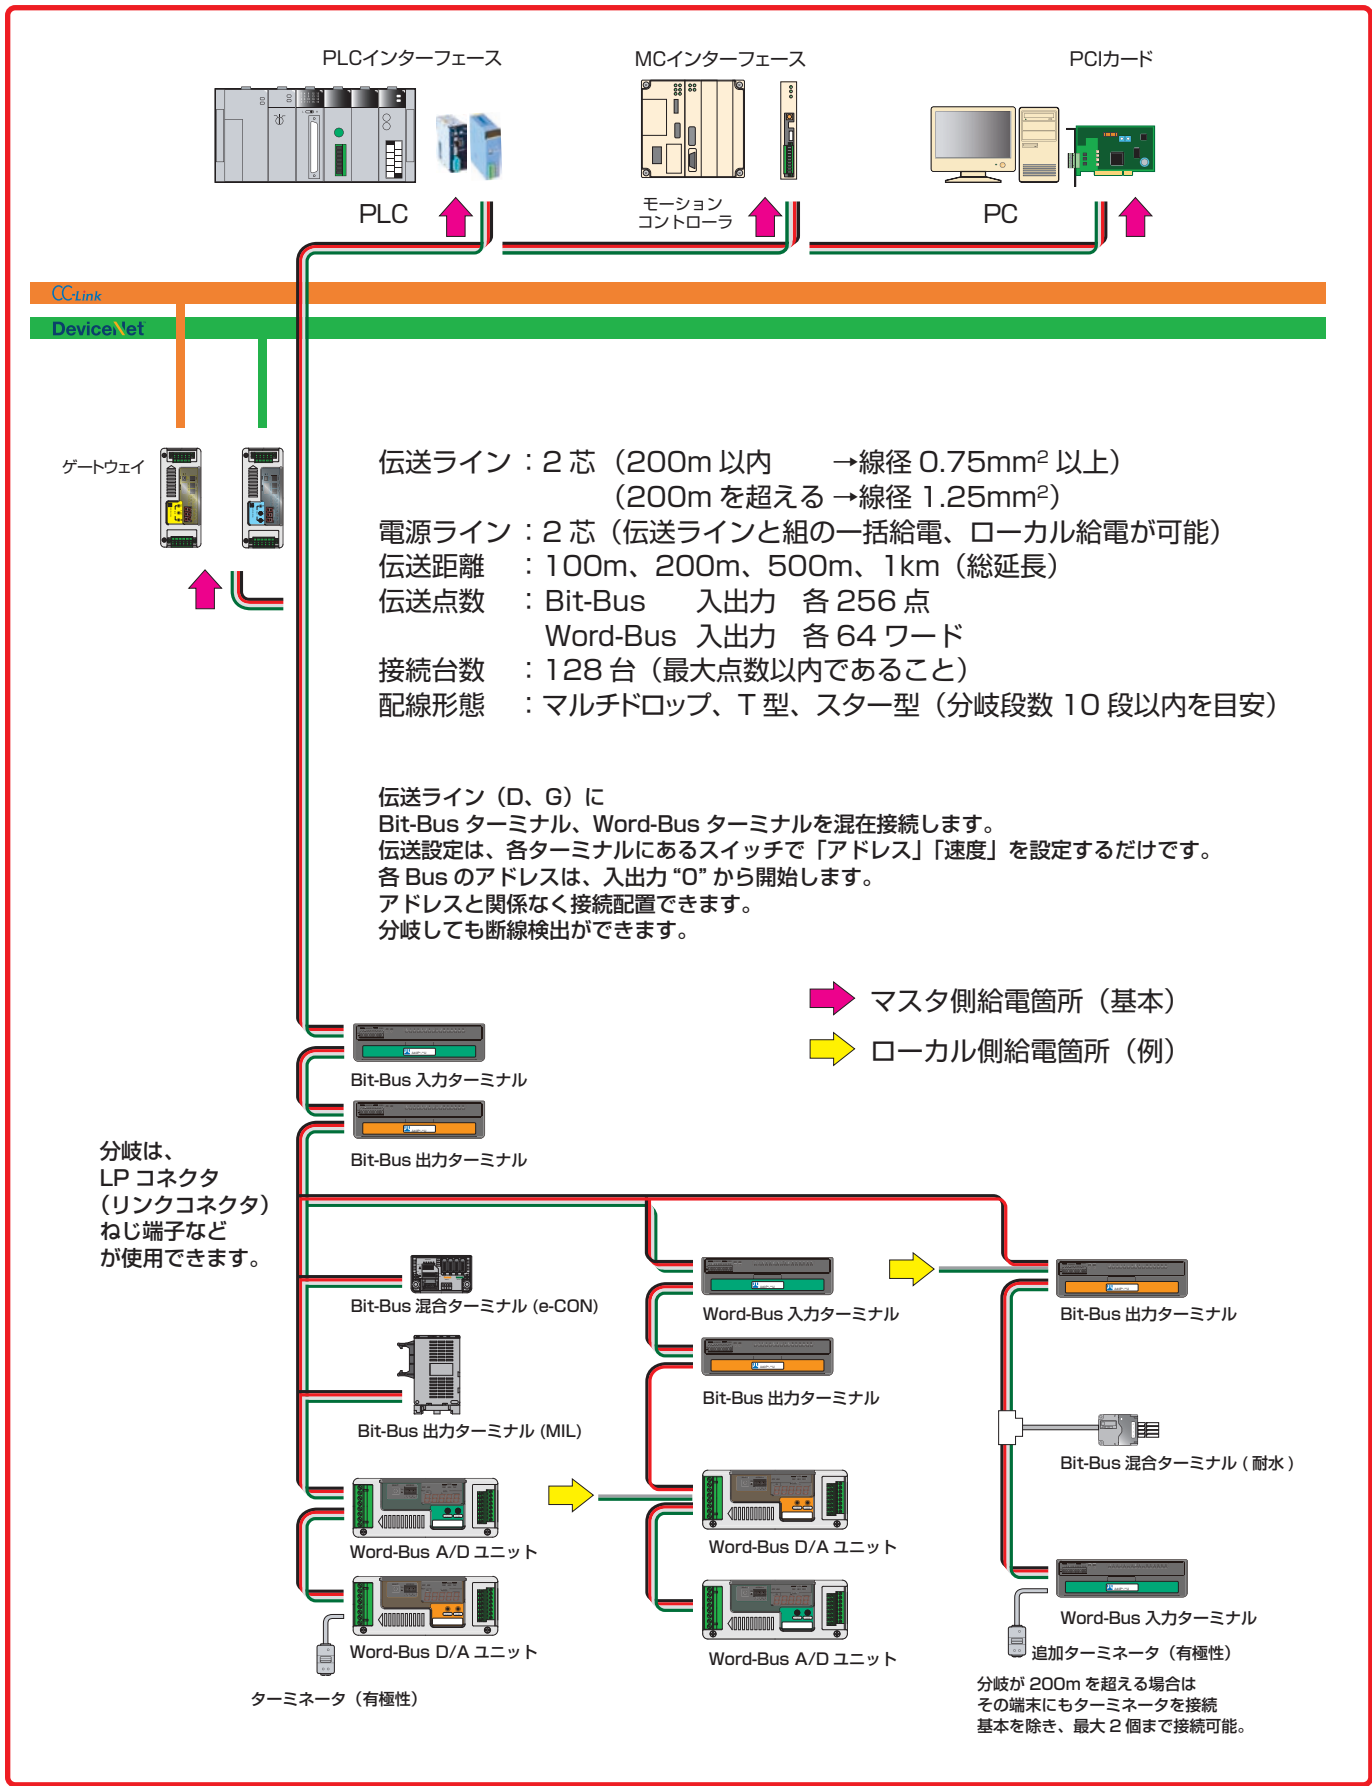 PLCインターフェース
MCインターフェース
PCIカード
PLC
モーション
コントローラ
PC
CC-Link
DeviceNet
ゲートウェイ
伝送ライン：2 芯（200m 以内　→線径 0.75mm² 以上）
（200m を超える →線径 1.25mm²）
電源ライン：2 芯（伝送ラインと組の一括給電、ローカル給電が可能）
伝送距離　：100m、200m、500m、1km（総延長）
伝送点数　：Bit-Bus　入出力　各 256 点
Word-Bus 入出力　各 64 ワード
接続台数　：128 台（最大点数以内であること）
配線形態　：マルチドロップ、T 型、スター型（分岐段数 10 段以内を目安）
伝送ライン（D、G）に
Bit-Bus ターミナル、Word-Bus ターミナルを混在接続します。
伝送設定は、各ターミナルにあるスイッチで「アドレス」「速度」を設定するだけです。
各 Bus のアドレスは、入出力 “0” から開始します。
アドレスと関係なく接続配置できます。
分岐しても断線検出ができます。
マスタ側給電箇所（基本）
ローカル側給電箇所（例）
Bit-Bus 入力ターミナル
Bit-Bus 出力ターミナル
分岐は、
LP コネクタ
（リンクコネクタ）
ねじ端子など
が使用できます。
Bit-Bus 混合ターミナル (e-CON)
Word-Bus 入力ターミナル
Bit-Bus 出力ターミナル
Bit-Bus 出力ターミナル (MIL)
Bit-Bus 出力ターミナル
Bit-Bus 混合ターミナル ( 耐水 )
Word-Bus A/D ユニット
Word-Bus D/A ユニット
Word-Bus 入力ターミナル
Word-Bus D/A ユニット
Word-Bus A/D ユニット
追加ターミネータ（有極性）
ターミネータ（有極性）
分岐が 200m を超える場合は
その端末にもターミネータを接続
基本を除き、最大 2 個まで接続可能。